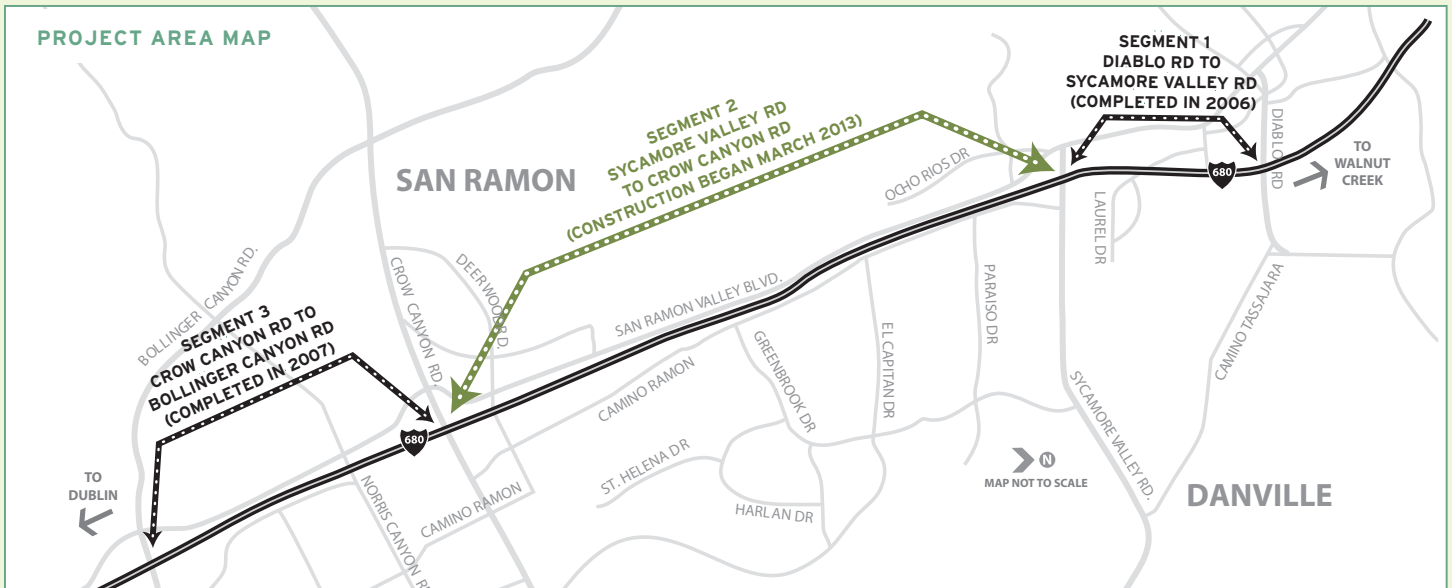 PROJECT AREA MAP
SEGMENT 1
DIABLO RD TO
SYCAMORE VALLEY RD
(COMPLETED IN 2006)
SEGMENT 2
SYCAMORE VALLEY RD
TO CROW CANYON RD
(CONSTRUCTION BEGAN MARCH 2013)
SAN RAMON
OCHO RIOS DR
DIABLO RD
TO
WALNUT
CREEK
680
LAUREL DR
BOLLINGER CANYON RD.
CROW CANYON RD.
DEERWOOD RD.
SAN RAMON VALLEY BLVD.
PARAISO DR
CAMINO TASSAJARA
SEGMENT 3
CROW CANYON RD TO
BOLLINGER CANYON RD
(COMPLETED IN 2007)
GREENBROOK DR
EL CAPITAN DR
CAMINO RAMON
SYCAMORE VALLEY RD.
680
ST. HELENA DR
N
MAP NOT TO SCALE
TO
DUBLIN
NORRIS CANYON RD
CAMINO RAMON
HARLAN DR
DANVILLE